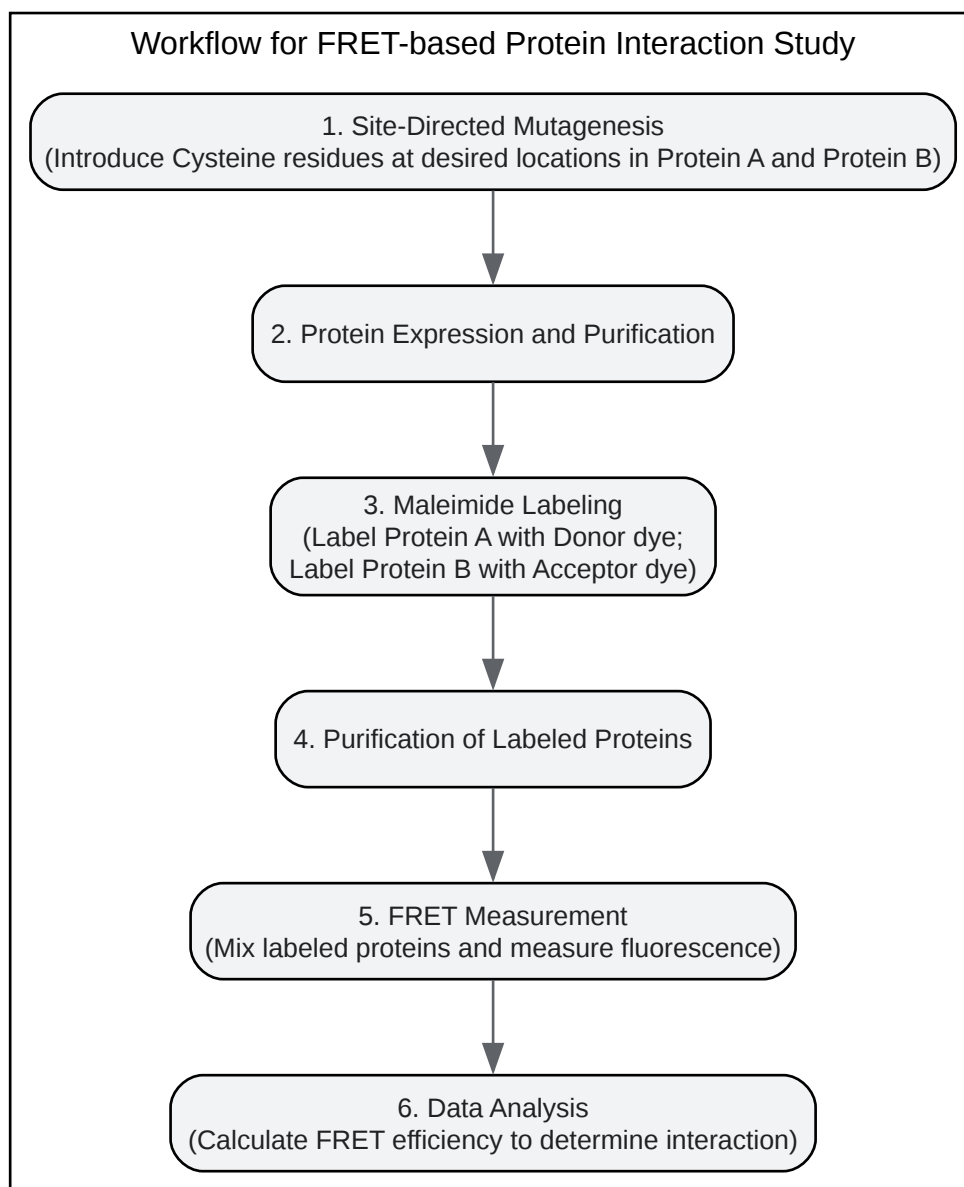 Workflow for FRET-based Protein Interaction Study
1. Site-Directed Mutagenesis
(Introduce Cysteine residues at desired locations in Protein A and Protein B)
2. Protein Expression and Purification
3. Maleimide Labeling
(Label Protein A with Donor dye;
Label Protein B with Acceptor dye)
4. Purification of Labeled Proteins
5. FRET Measurement
(Mix labeled proteins and measure fluorescence)
6. Data Analysis
(Calculate FRET efficiency to determine interaction)